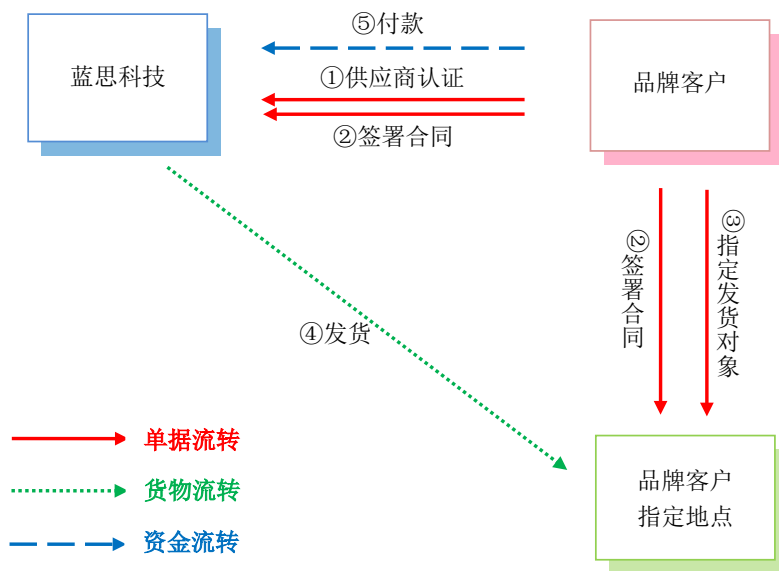 ⑤付款
蓝思科技
品牌客户
①供应商认证
②签署合同
②签署合同
③指定发货对象
④发货
单据流转
货物流转
资金流转
品牌客户
指定地点